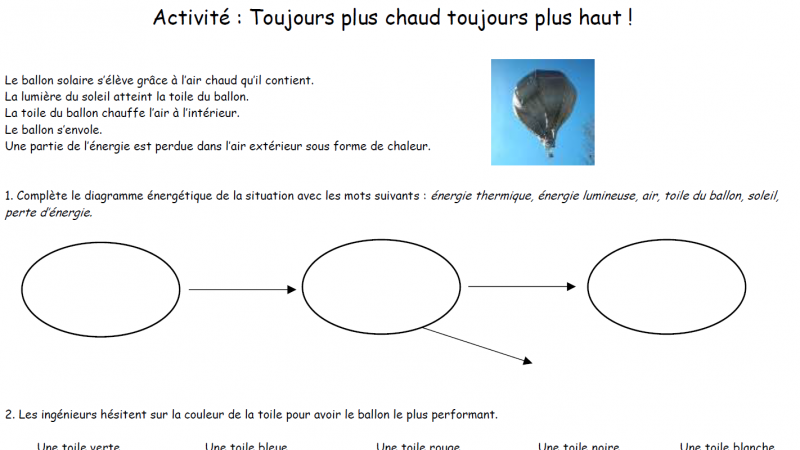 Activité : Toujours plus chaud toujours plus haut !
Le ballon solaire s'élève grâce à l'air chaud qu'il contient.
La lumière du soleil atteint la toile du ballon.
La toile du ballon chauffe l'air à l'intérieur.
Le ballon s'envole.
Une partie de l'énergie est perdue dans l'air extérieur sous forme de chaleur.
1. Complète le diagramme énergétique de la situation avec les mots suivants : énergie thermique, énergie lumineuse, air, toile du ballon, soleil,
perte d'énergie.
2. Les ingénieurs hésitent sur la couleur de la toile pour avoir le ballon le plus performant.
Une toile verte Une toile bleue Une toile rouge Une toile noire Une toile blanche